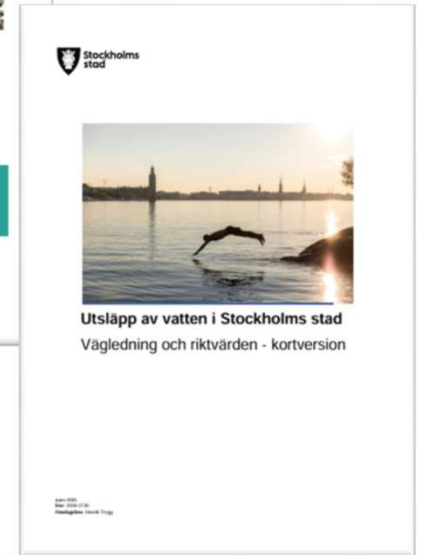 Stockholms
stad
Utsläpp av vatten i Stockholms stad
Vägledning och riktvärden - kortversion